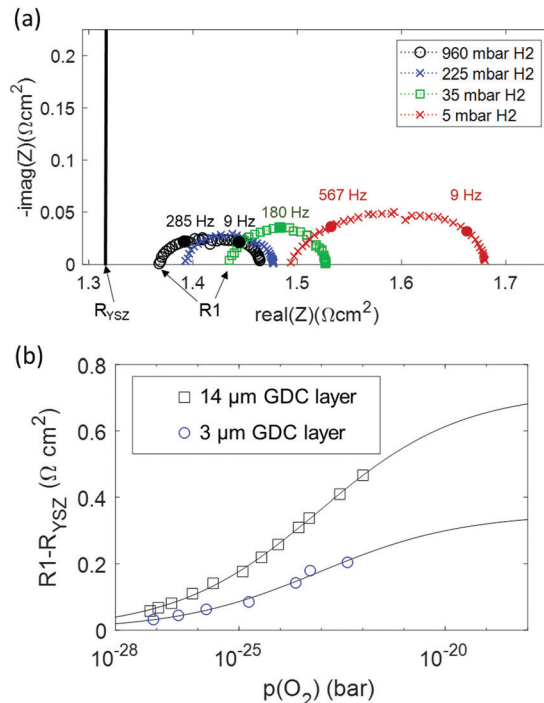 (a)
0.2
0.15
0.1
0.05
0
-imag(Z)(Ωcm²)
960 mbar H2
225 mbar H2
35 mbar H2
5 mbar H2
285 Hz
9 Hz
180 Hz
567 Hz
9 Hz
1.3
1.4
1.5
1.6
1.7
R_YSZ
R1
real(Z)(Ωcm²)
(b)
0.8
0.6
0.4
0.2
0
R1-R_YSZ (Ω cm²)
14 µm GDC layer
3 µm GDC layer
10⁻²⁸
10⁻²⁵
10⁻²⁰
p(O₂) (bar)